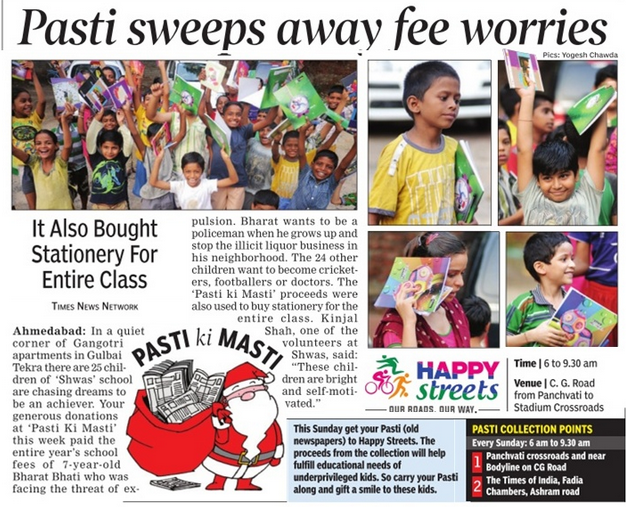 Pasti sweeps away fee worries
Pics: Yogesh Chawda
It Also Bought
Stationery For
Entire Class
TIMES NEWS NETWORK
Ahmedabad: In a quiet
corner of Gangotri
apartments in Gulbai
Tekra there are 25 chil-
dren of ‘Shwas’ school
are chasing dreams to
be an achiever. Your
generous donations
at ‘Pasti Ki Masti’
this week paid the
entire year’s school
fees of 7-year-old
Bharat Bhati who was
facing the threat of ex-
pulsion. Bharat wants to be a
policeman when he grows up and
stop the illicit liquor business in
his neighborhood. The 24 other
children want to become cricket-
ers, footballers or doctors. The
‘Pasti ki Masti’ proceeds were
also used to buy stationery for the
entire class. Kinjal
Shah, one of the
volunteers at
Shwas, said:
“These chil-
dren are bright
and self-moti-
vated.”
PASTI ki MASTI
HAPPY
streets
OUR ROADS. OUR WAY.
Time | 6 to 9.30 am
Venue | C. G. Road
from Panchvati to
Stadium Crossroads
This Sunday get your Pasti (old
newspapers) to Happy Streets. The
proceeds from the collection will help
fulfill educational needs of
underprivileged kids. So carry your Pasti
along and gift a smile to these kids.
PASTI COLLECTION POINTS
Every Sunday: 6 am to 9.30 am
1 Panchvati crossroads and near
Bodyline on CG Road
2 The Times of India, Fadia
Chambers, Ashram road